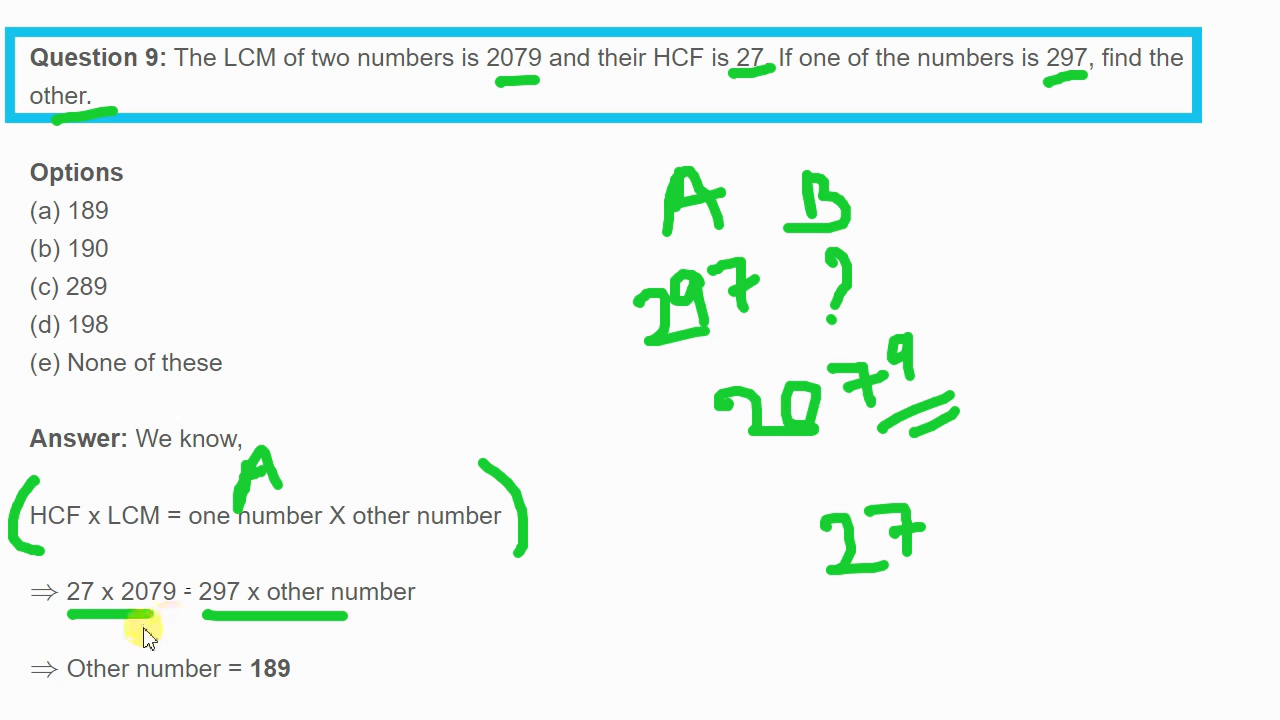 Question 9: The LCM of two numbers is 2079 and their HCF is 27. If one of the numbers is 297, find the
other.
Options
(a) 189
(b) 190
(c) 289
(d) 198
(e) None of these
A B
297 ?
2079
Answer: We know,
A
HCF x LCM = one number X other number
27
⇒ 27 x 2079 = 297 x other number
⇒ Other number = 189